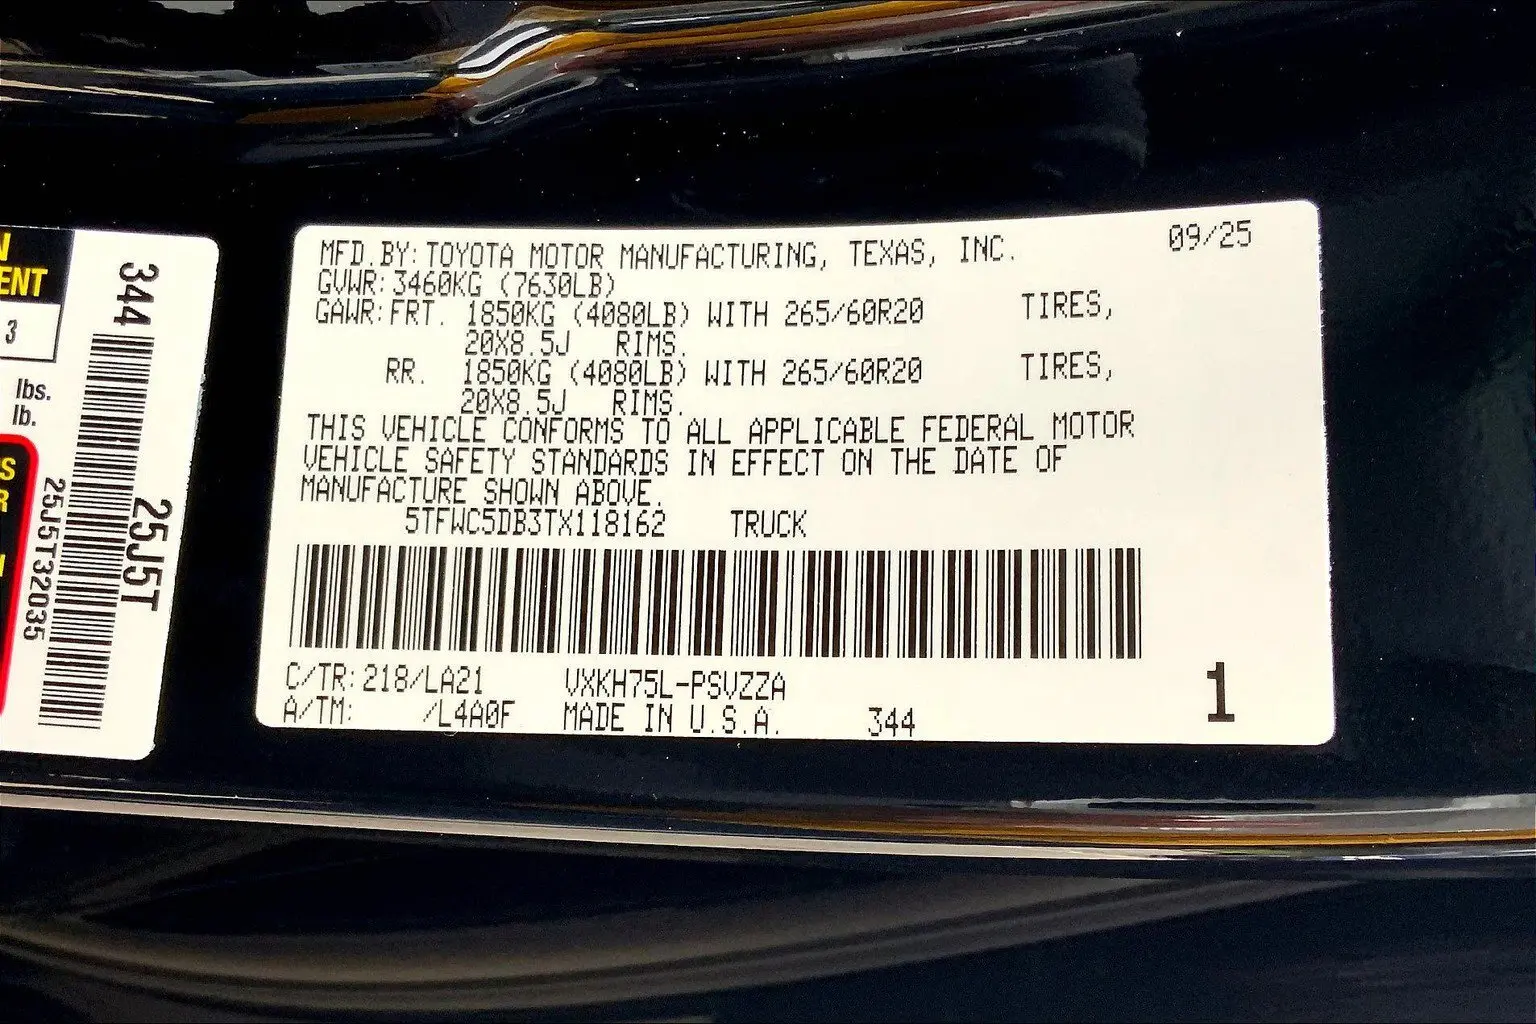 N
ENT
3
lbs.
lb.
S
R
344
25J5T
25J5T32035
MFD.BY:TOYOTA MOTOR MANUFACTURING, TEXAS, INC. 09/25
GVWR:3460KG (7630LB)
GAWR:FRT. 1850KG (4080LB) WITH 265/60R20 TIRES,
20X8.5J RIMS.
RR. 1850KG (4080LB) WITH 265/60R20 TIRES,
20X8.5J RIMS.
THIS VEHICLE CONFORMS TO ALL APPLICABLE FEDERAL MOTOR
VEHICLE SAFETY STANDARDS IN EFFECT ON THE DATE OF
MANUFACTURE SHOWN ABOVE.
5TFWC5DB3TX118162 TRUCK
C/TR:218/LA21 VXKH75L-PSVZZA
A/TM: /L4A0F MADE IN U.S.A. 344
1